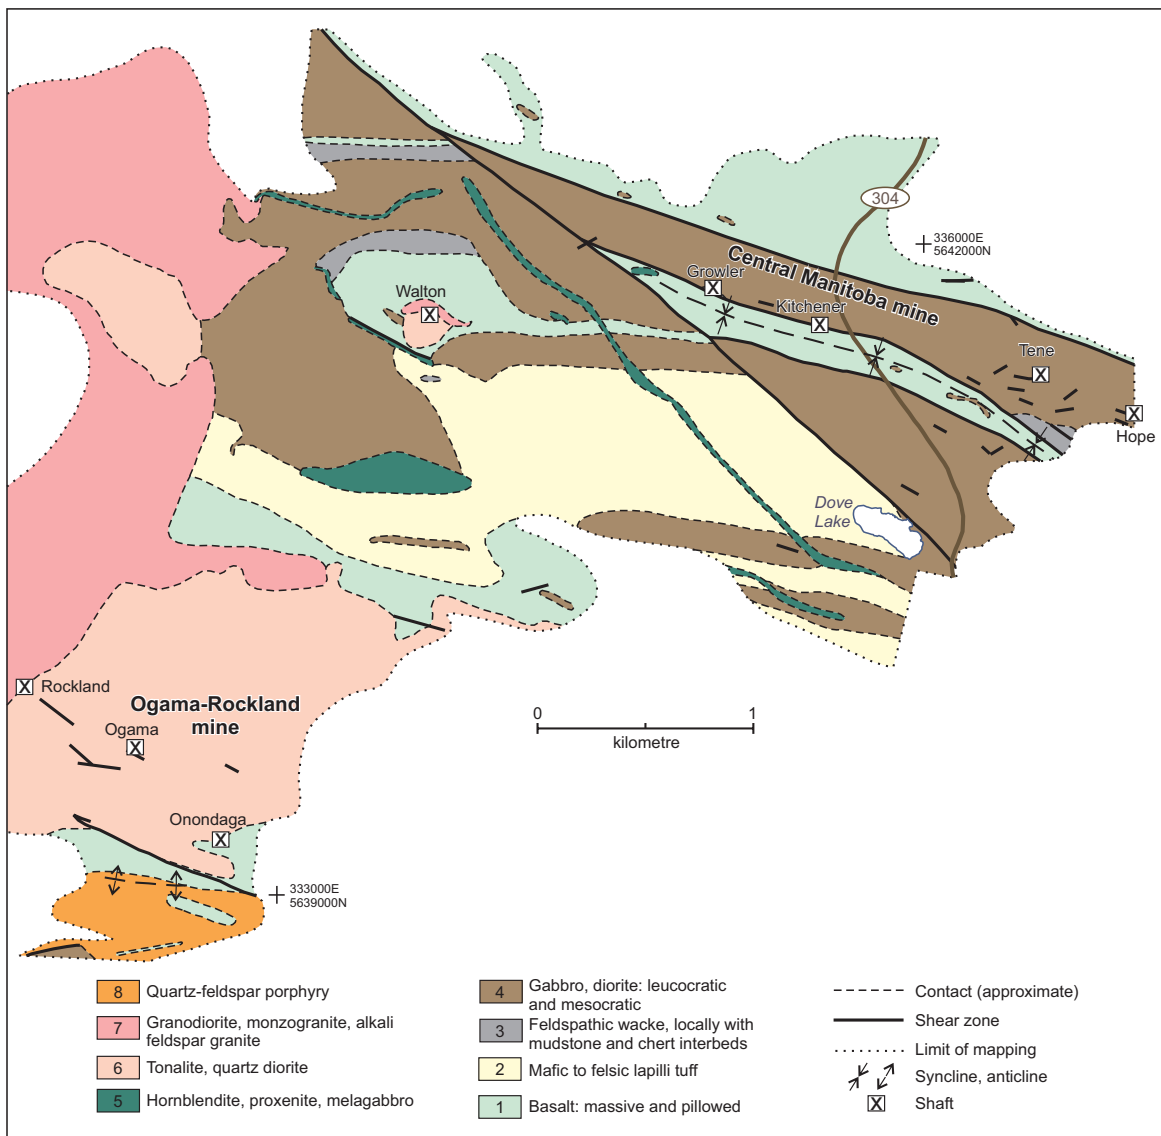 304
336000E
5642000N
Central Manitoba mine
Growler
Walton
Kitchener
Tene
Hope
Dove
Lake
Rockland
Ogama-Rockland
mine
Ogama
0 1
kilometre
Onondaga
333000E
5639000N
8 Quartz-feldspar porphyry
7 Granodiorite, monzogranite, alkali
feldspar granite
6 Tonalite, quartz diorite
5 Hornblendite, proxenite, melagabbro
4 Gabbro, diorite: leucocratic
and mesocratic
3 Feldspathic wacke, locally with
mudstone and chert interbeds
2 Mafic to felsic lapilli tuff
1 Basalt: massive and pillowed
Contact (approximate)
Shear zone
Limit of mapping
Syncline, anticline
X Shaft